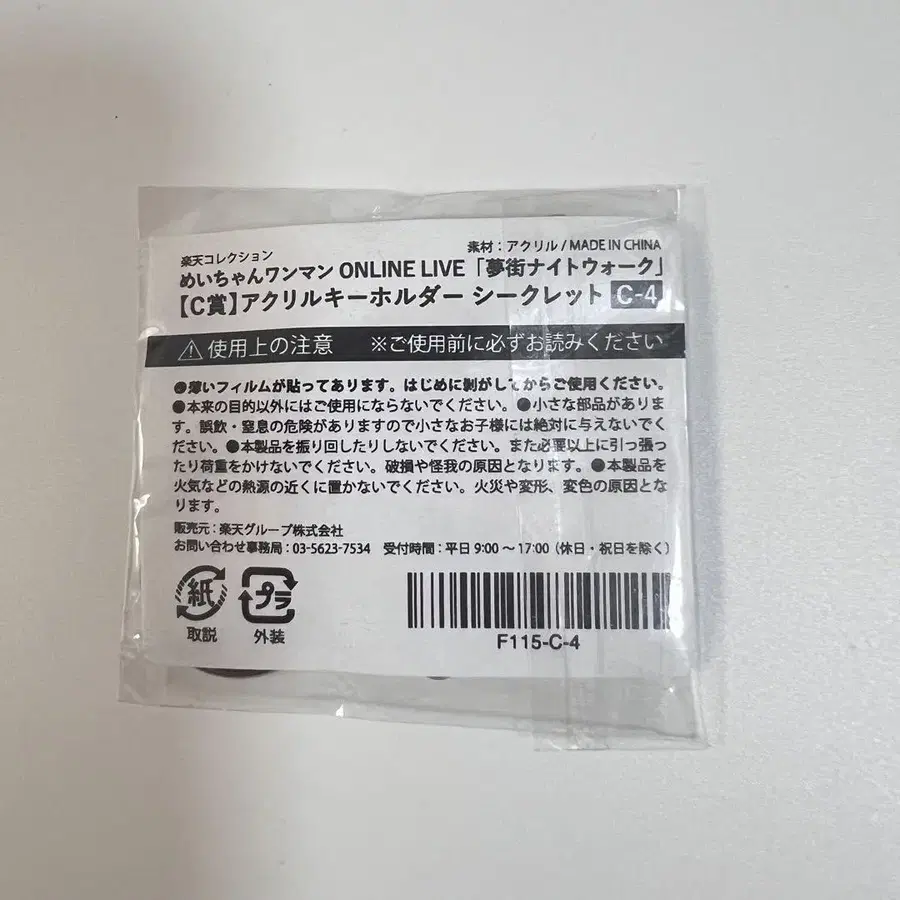 楽天コレクション
素材：アクリル / MADE IN CHINA
めいちゃんワンマン ONLINE LIVE「夢街ナイトウォーク」
【C賞】アクリルキーホルダー シークレット C-4
使用上の注意 ※ご使用前に必ずお読みください
●薄いフィルムが貼ってあります。はじめに剝がしてからご使用ください。
●本来の目的以外にはご使用にならないでください。●小さな部品がありま
す。誤飲・窒息の危険がありますので小さなお子様には絶対に与えないでく
ださい。●本製品を振り回したりしないでください。また必要以上に引っ張っ
たり荷重をかけないでください。破損や怪我の原因となります。●本製品を
火気などの熱源の近くに置かないでください。火災や変形、変色の原因とな
ります。
販売元：楽天グループ株式会社
お問い合わせ事務局：03-5623-7534 受付時間：平日 9:00 〜 17:00（休日・祝日を除く）
紙
取説
プラ
外装
F115-C-4